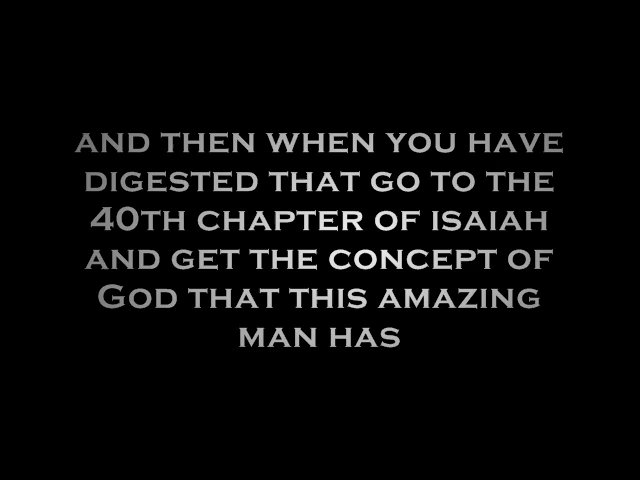 AND THEN WHEN YOU HAVE
DIGESTED THAT GO TO THE
40TH CHAPTER OF ISAIAH
AND GET THE CONCEPT OF
GOD THAT THIS AMAZING
MAN HAS